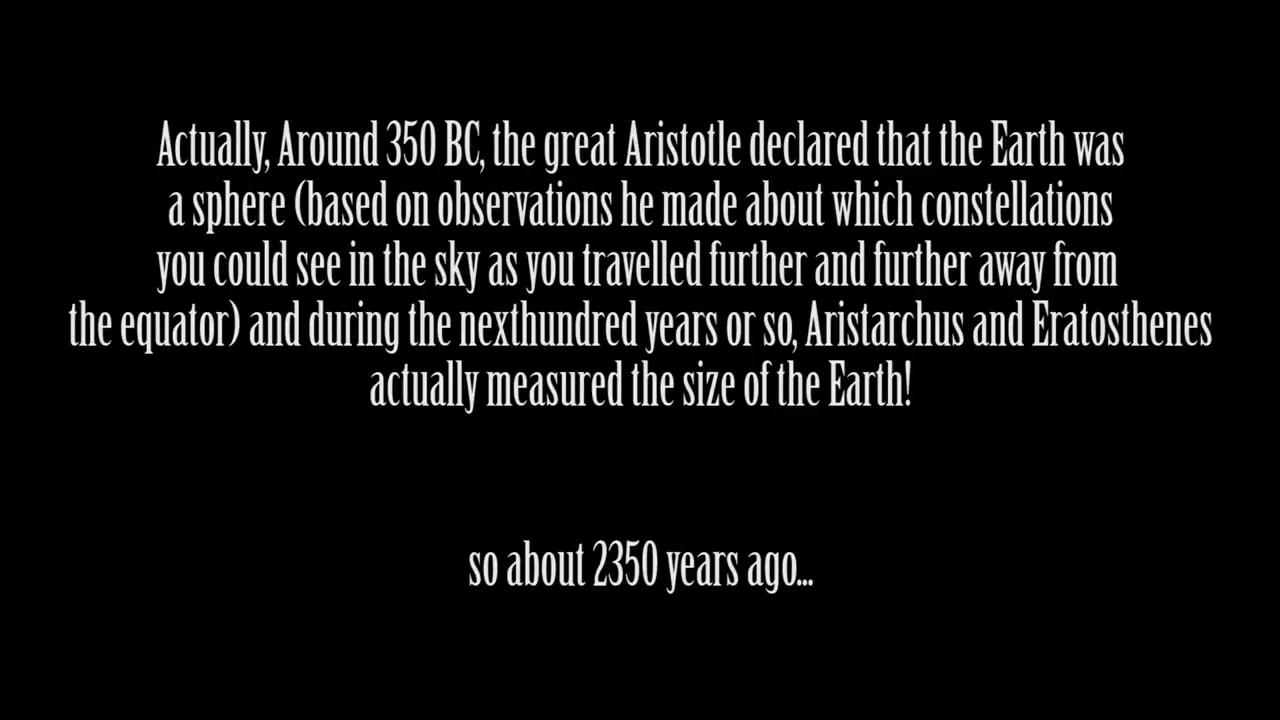 Actually, Around 350 BC, the great Aristotle declared that the Earth was
a sphere (based on observations he made about which constellations
you could see in the sky as you travelled further and further away from
the equator) and during the nexthundred years or so, Aristarchus and Eratosthenes
actually measured the size of the Earth!
so about 2350 years ago...